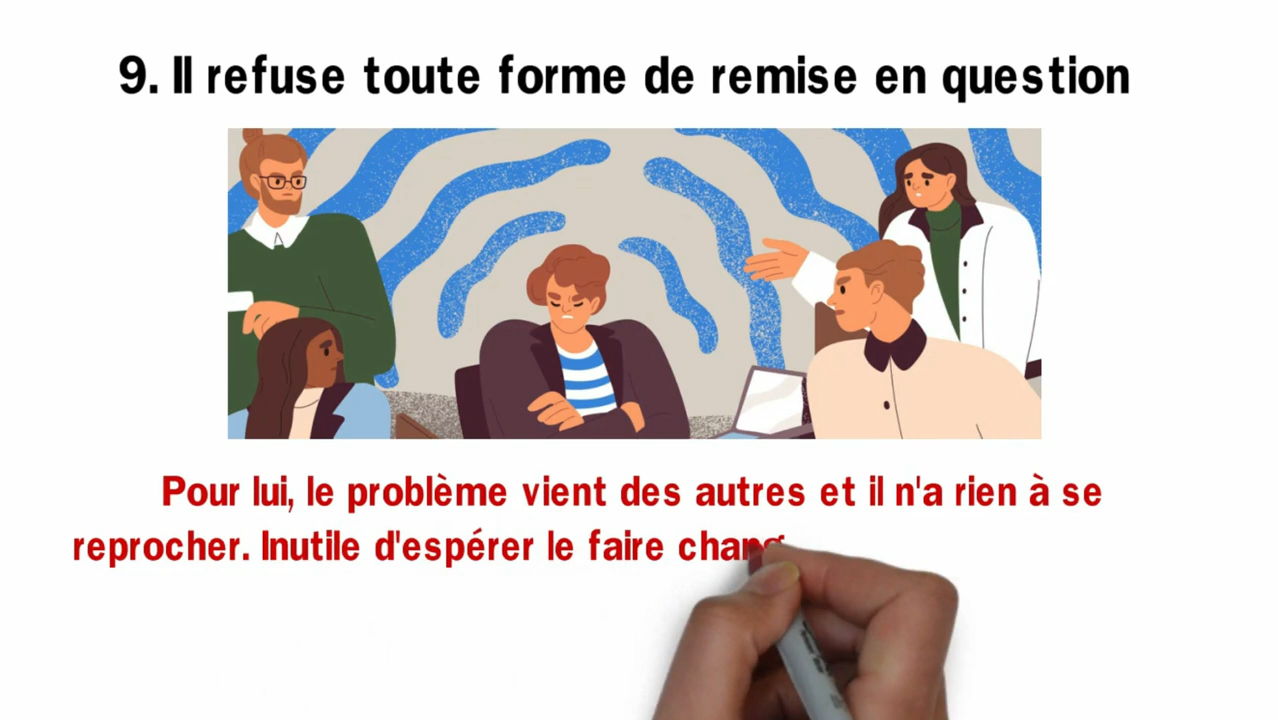 9. Il refuse toute forme de remise en question
Pour lui, le problème vient des autres et il n'a rien à se
reprocher. Inutile d'espérer le faire